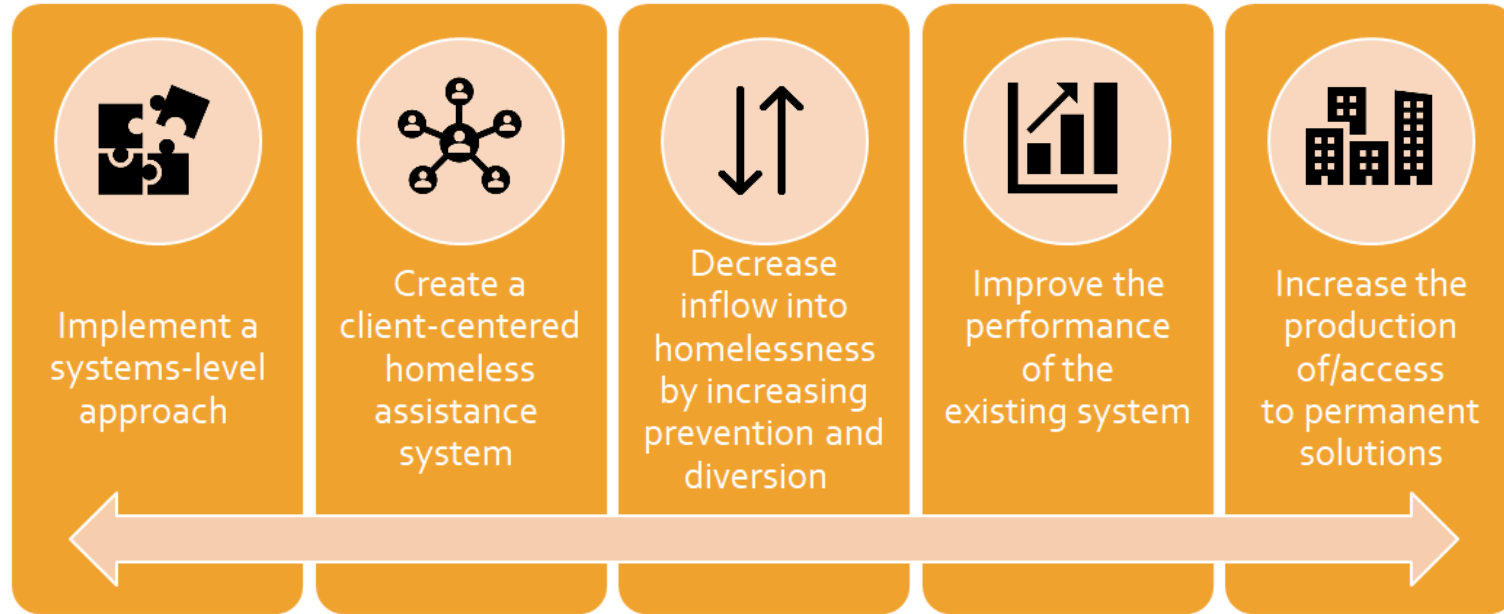 Implement a
systems-level
approach
Create a
client-centered
homeless
assistance
system
Decrease
inflow into
homelessness
by increasing
prevention and
diversion
Improve the
performance
of the
existing system
Increase the
production
of/access
to permanent
solutions